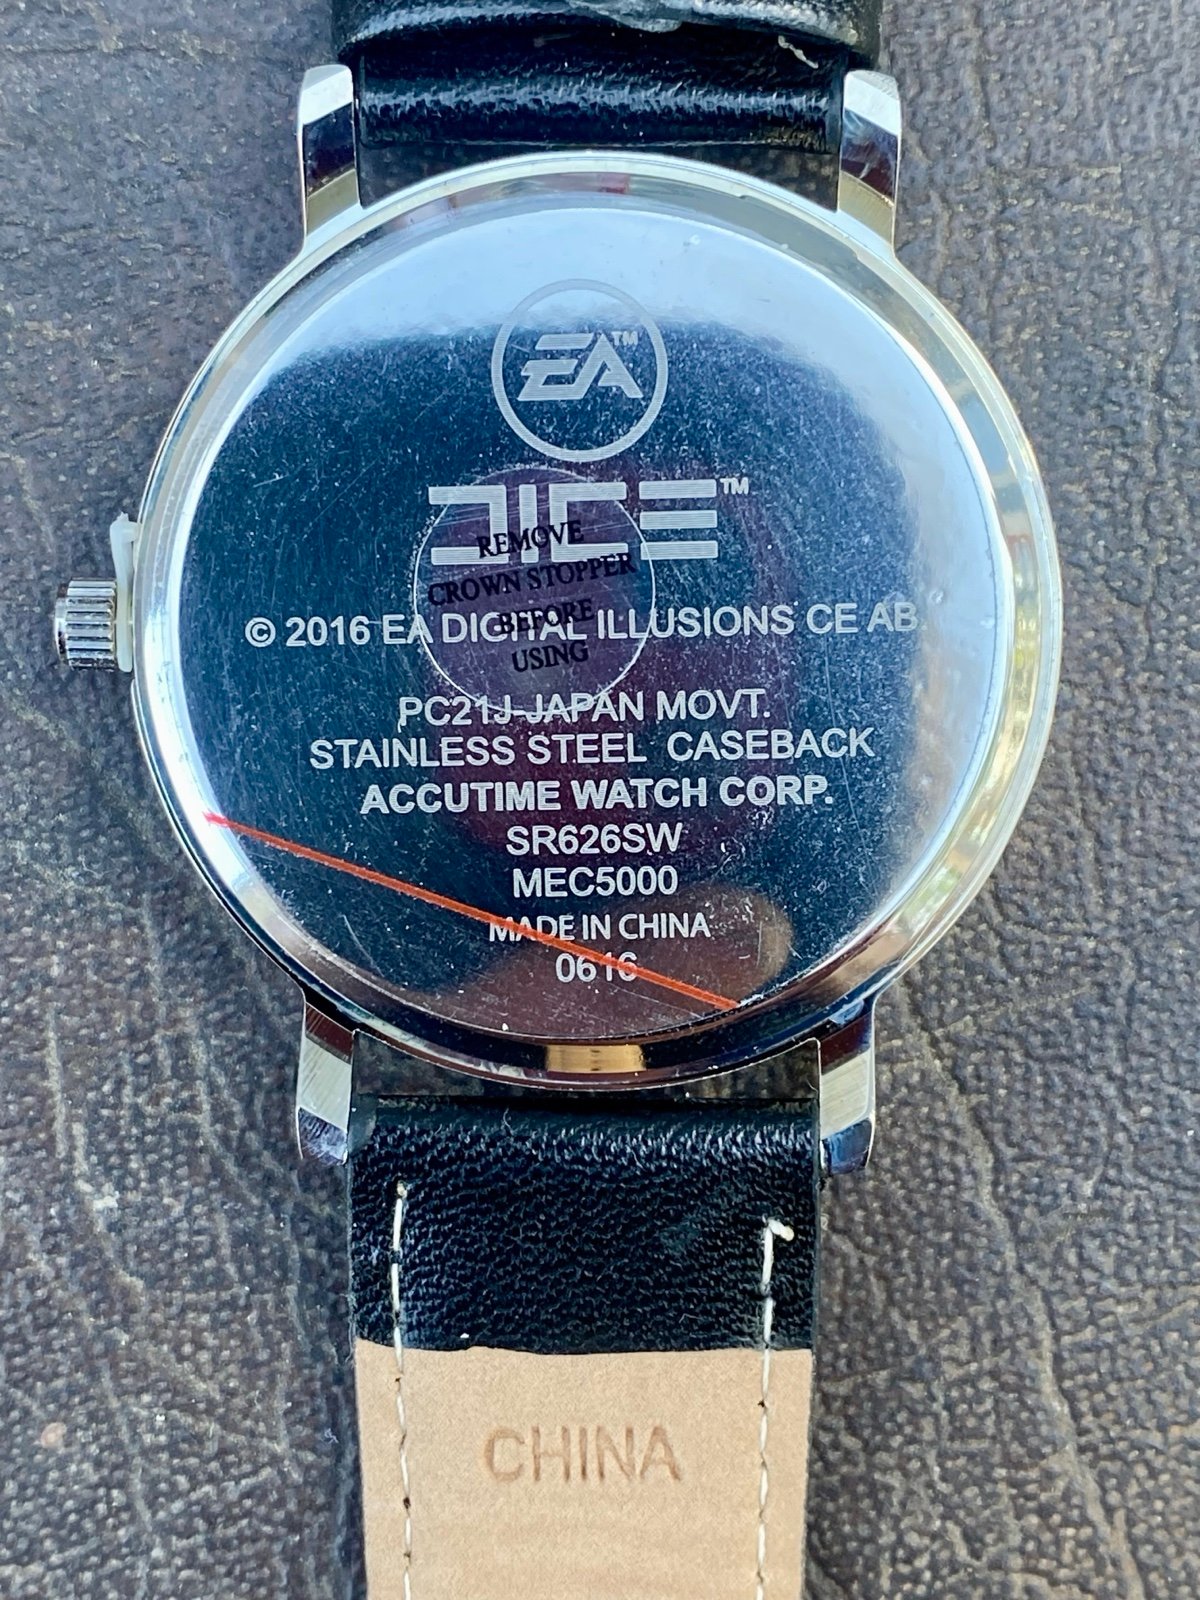 EA™
DICE™
REMOVE
CROWN STOPPER
BEFORE
USING
© 2016 EA DIGITAL ILLUSIONS CE AB
PC21J-JAPAN MOVT.
STAINLESS STEEL CASEBACK
ACCUTIME WATCH CORP.
SR626SW
MEC5000
MADE IN CHINA
0616
CHINA